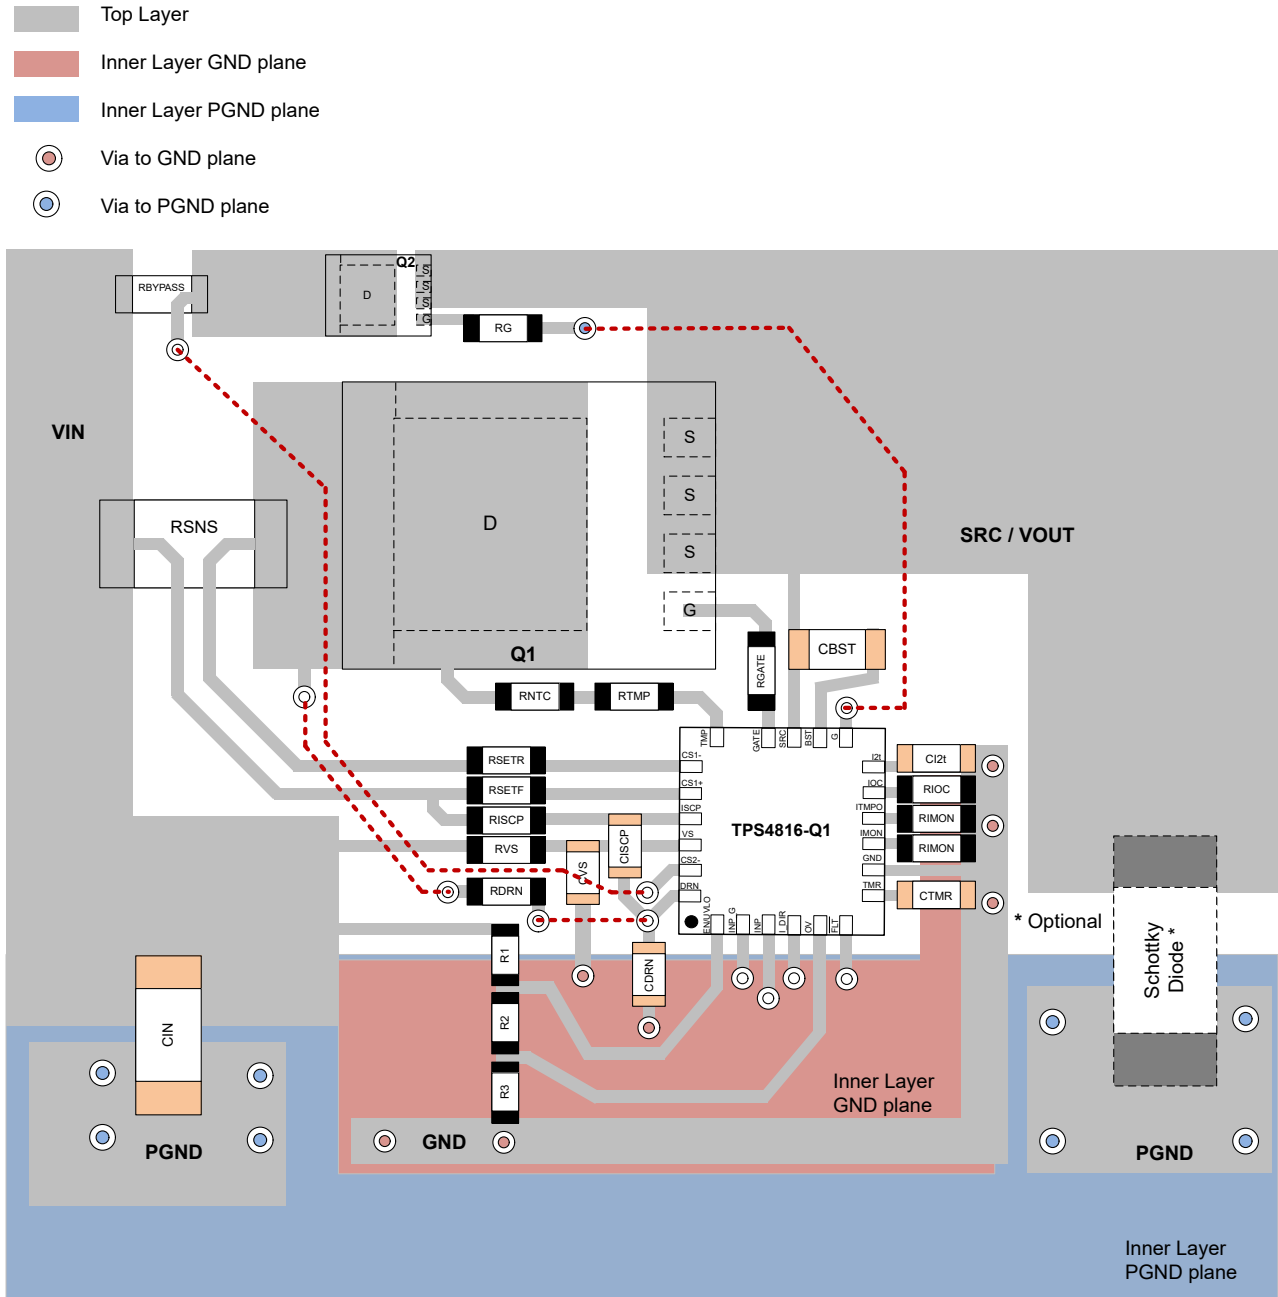 Top Layer
Inner Layer GND plane
Inner Layer PGND plane
Via to GND plane
Via to PGND plane
Q2
S
S
S
G
D
RBYPASS
RG
VIN
S
S
S
G
D
Q1
RSNS
SRC / VOUT
RGATE
CBST
RNTC
RTMP
TMP
GATE
SRC
BST
G
CS1-
CS1+
ISCP
VS
CS2-
DRN
I2t
IOC
ITMPO
IMON
GND
TMR
EN/UVLO
INP_G
INP
I_DIR
OV
FLT
TPS4816-Q1
RSETR
RSETF
RISCP
RVS
RDRN
CVS
CISCP
CDRN
CI2t
RIOC
RIMON
RIMON
CTMR
* Optional
Schottky
Diode *
R1
R2
R3
CIN
Inner Layer
GND plane
GND
PGND
PGND
Inner Layer
PGND plane